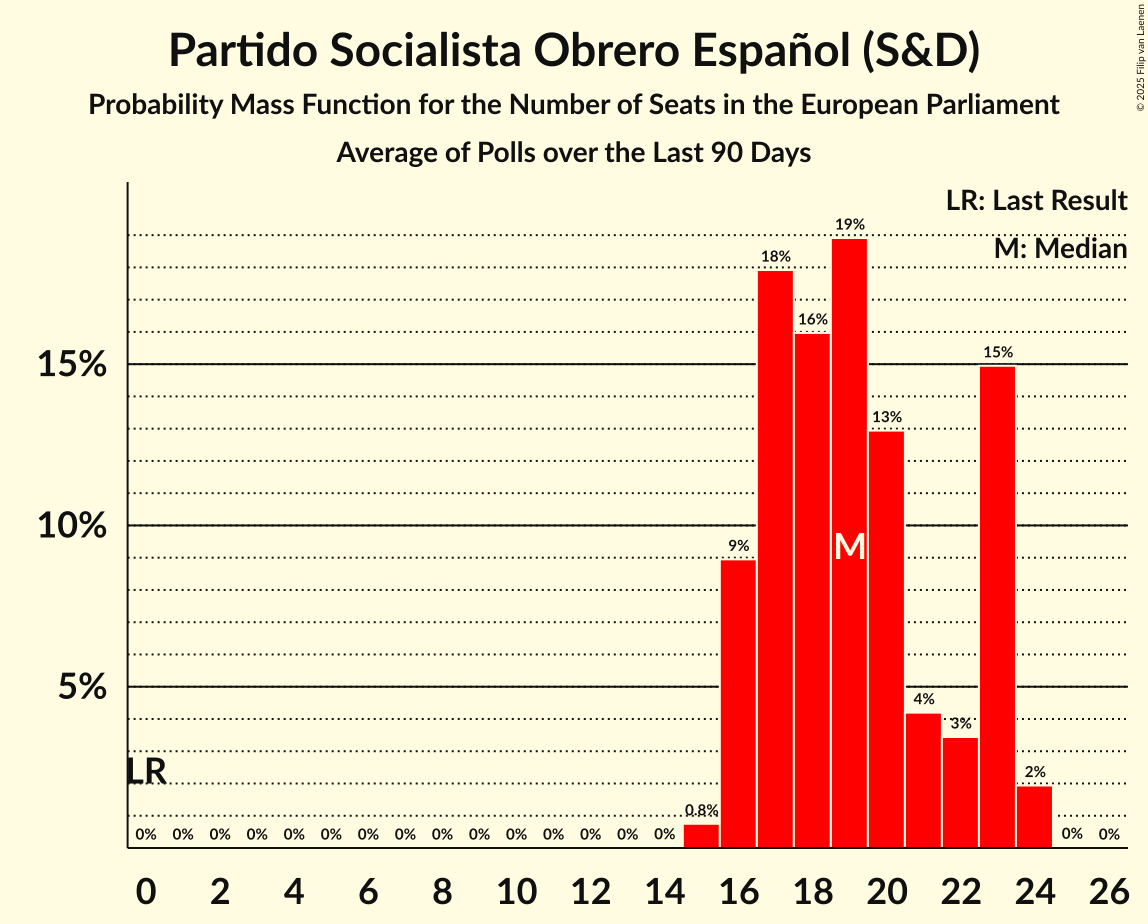 Partido Socialista Obrero Español (S&D)
Probability Mass Function for the Number of Seats in the European Parliament
Average of Polls over the Last 90 Days
© 2025 Filip van Laenen
LR: Last Result
M: Median
19%
18%
16%
15%
15%
13%
10%
9%
M
5%
4%
3%
LR
2%
0.8%
0% 0% 0% 0% 0% 0% 0% 0% 0% 0% 0% 0% 0% 0% 0% 0% 0%
0 2 4 6 8 10 12 14 16 18 20 22 24 26